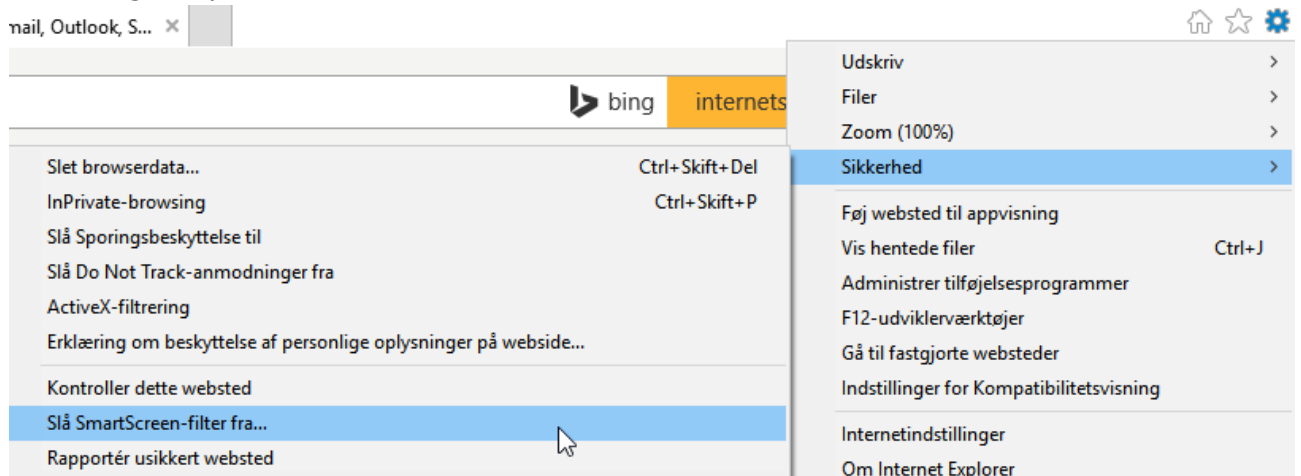 mail, Outlook, S...
bing
internets
Udskriv
Filer
Zoom (100%)
Sikkerhed
Føj websted til appvisning
Vis hentede filer Ctrl+J
Administrer tilføjelsesprogrammer
F12-udviklerværktøjer
Gå til fastgjorte websteder
Indstillinger for Kompatibilitetsvisning
Internetindstillinger
Om Internet Explorer
Slet browserdata... Ctrl+Skift+Del
InPrivate-browsing Ctrl+Skift+P
Slå Sporingsbeskyttelse til
Slå Do Not Track-anmodninger fra
ActiveX-filtrering
Erklæring om beskyttelse af personlige oplysninger på webside...
Kontroller dette websted
Slå SmartScreen-filter fra...
Rapportér usikkert websted